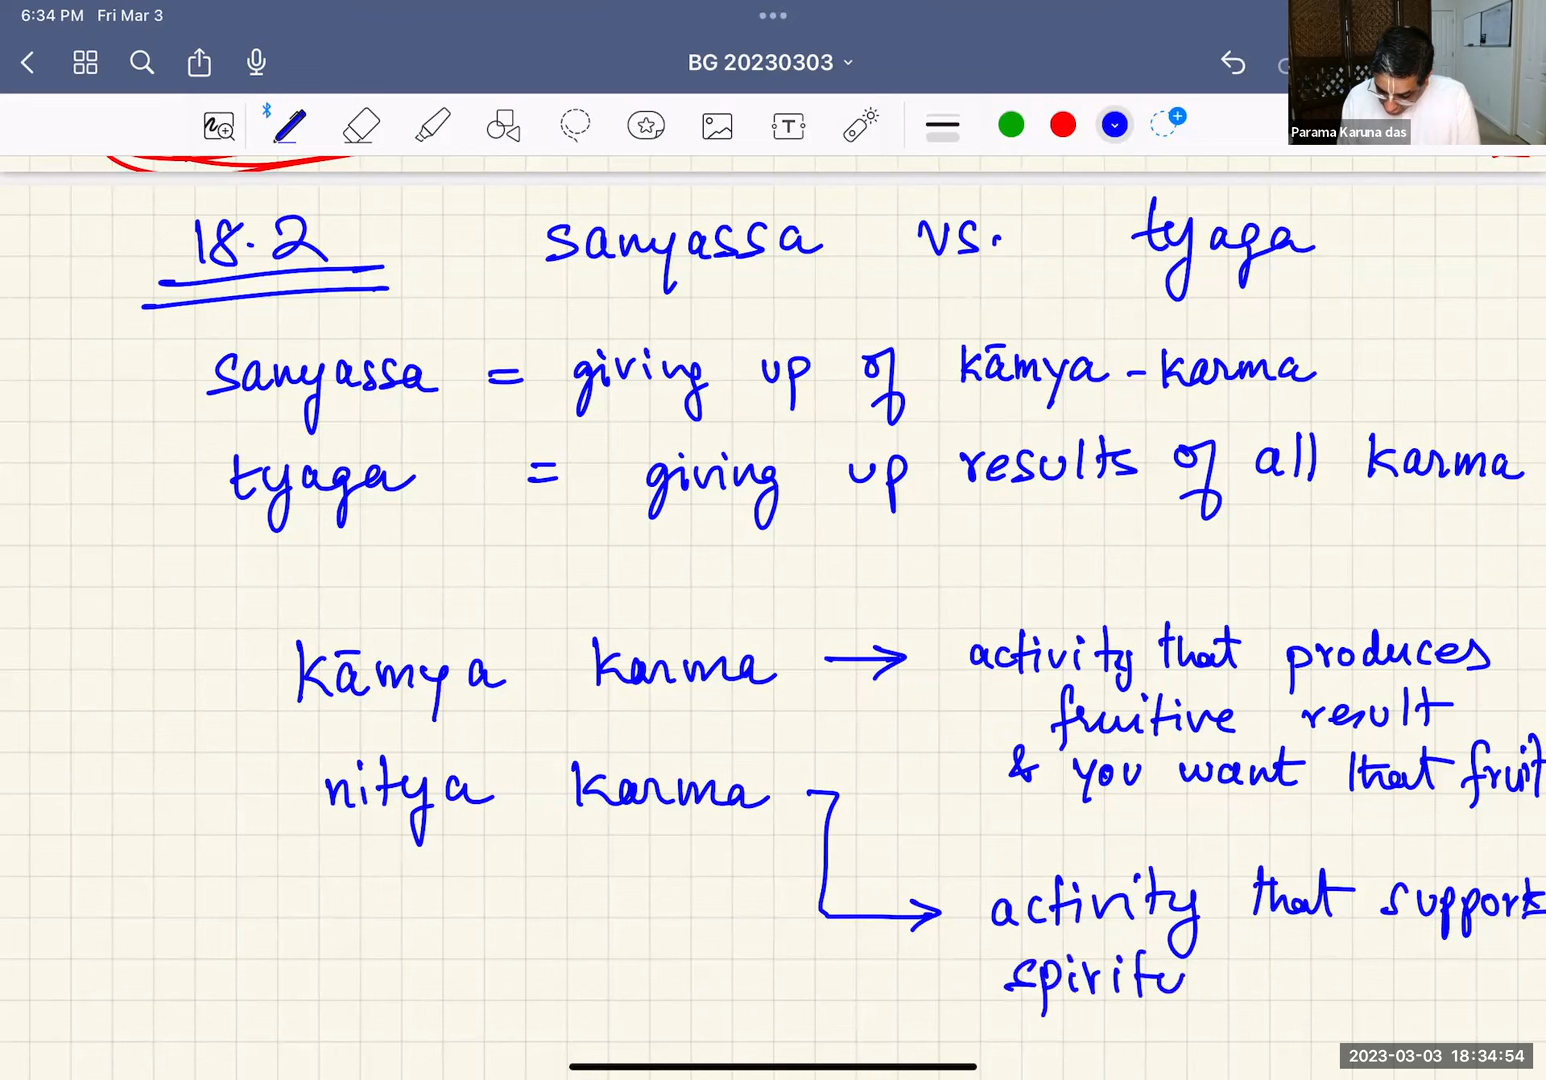 6:34 PM Fri Mar 3
BG 20230303
Parama Karuna das
18.2 sanyassa vs. tyaga
sanyassa = giving up of kāmya-karma
tyaga = giving up results of all karma
kāmya karma → activity that produces
fruitive result
& you want that fruit
nitya karma
→ activity that supports
spiritu
2023-03-03 18:34:54